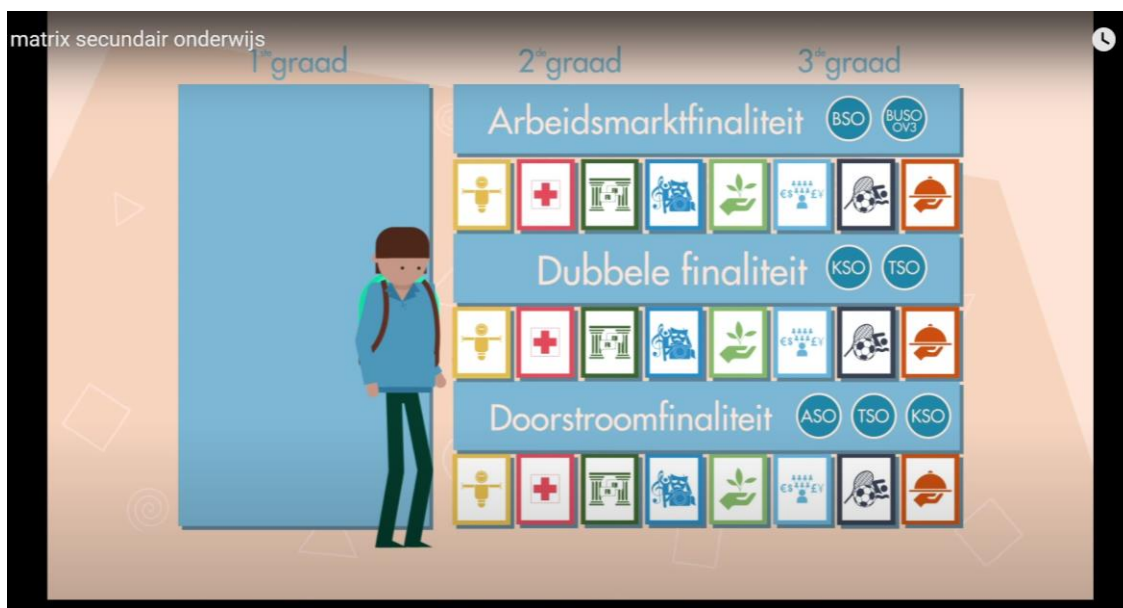 matrix secundair onderwijs
1ste graad
2de graad
3de graad
Arbeidsmarktfinaliteit BSO BUSO OV3
€$ £¥
Dubbele finaliteit KSO TSO
€$ £¥
Doorstroomfinaliteit ASO TSO KSO
€$ £¥